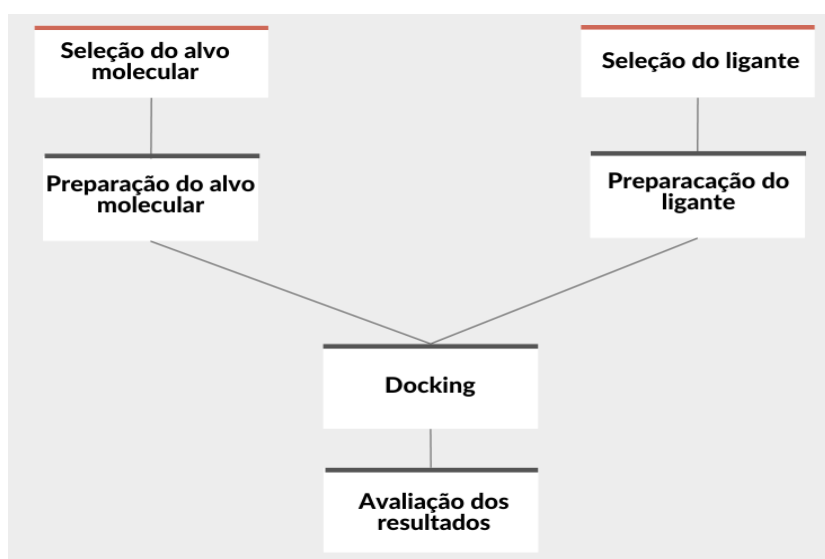 Seleção do alvo
molecular
Seleção do ligante
Preparação do alvo
molecular
Preparacação do
ligante
Docking
Avaliação dos
resultados